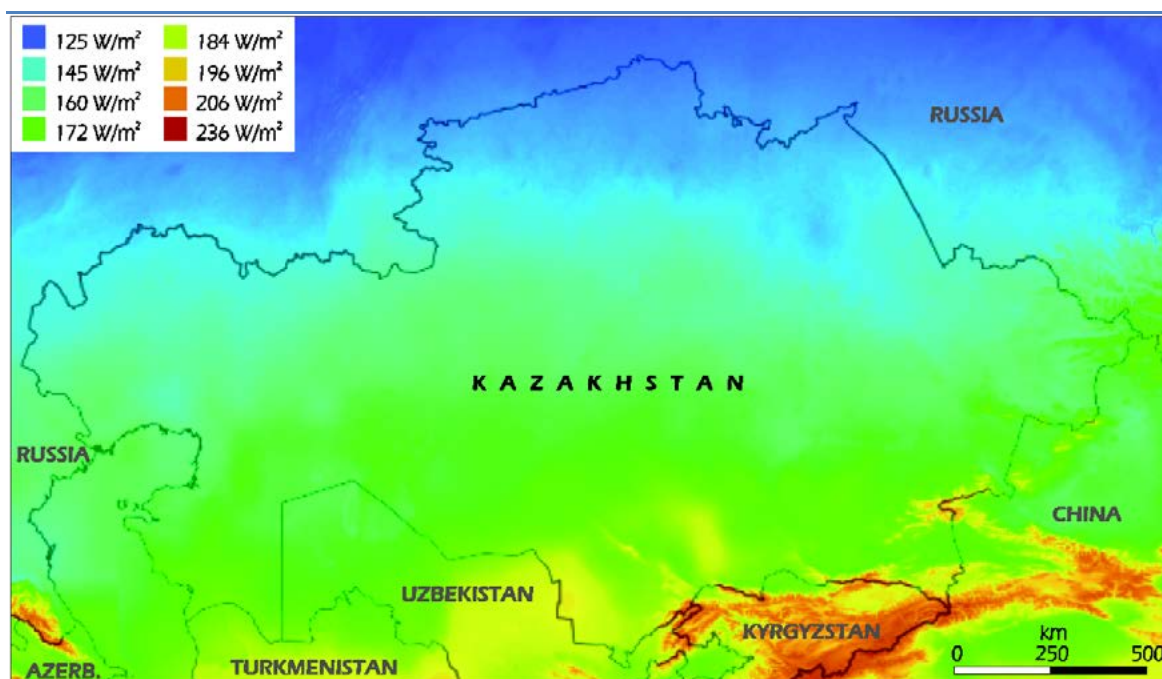 125 W/m²
145 W/m²
160 W/m²
172 W/m²
184 W/m²
196 W/m²
206 W/m²
236 W/m²
RUSSIA
KAZAKHSTAN
RUSSIA
CHINA
UZBEKISTAN
KYRGYZSTAN
AZERB.
TURKMENISTAN
km
0 250 500